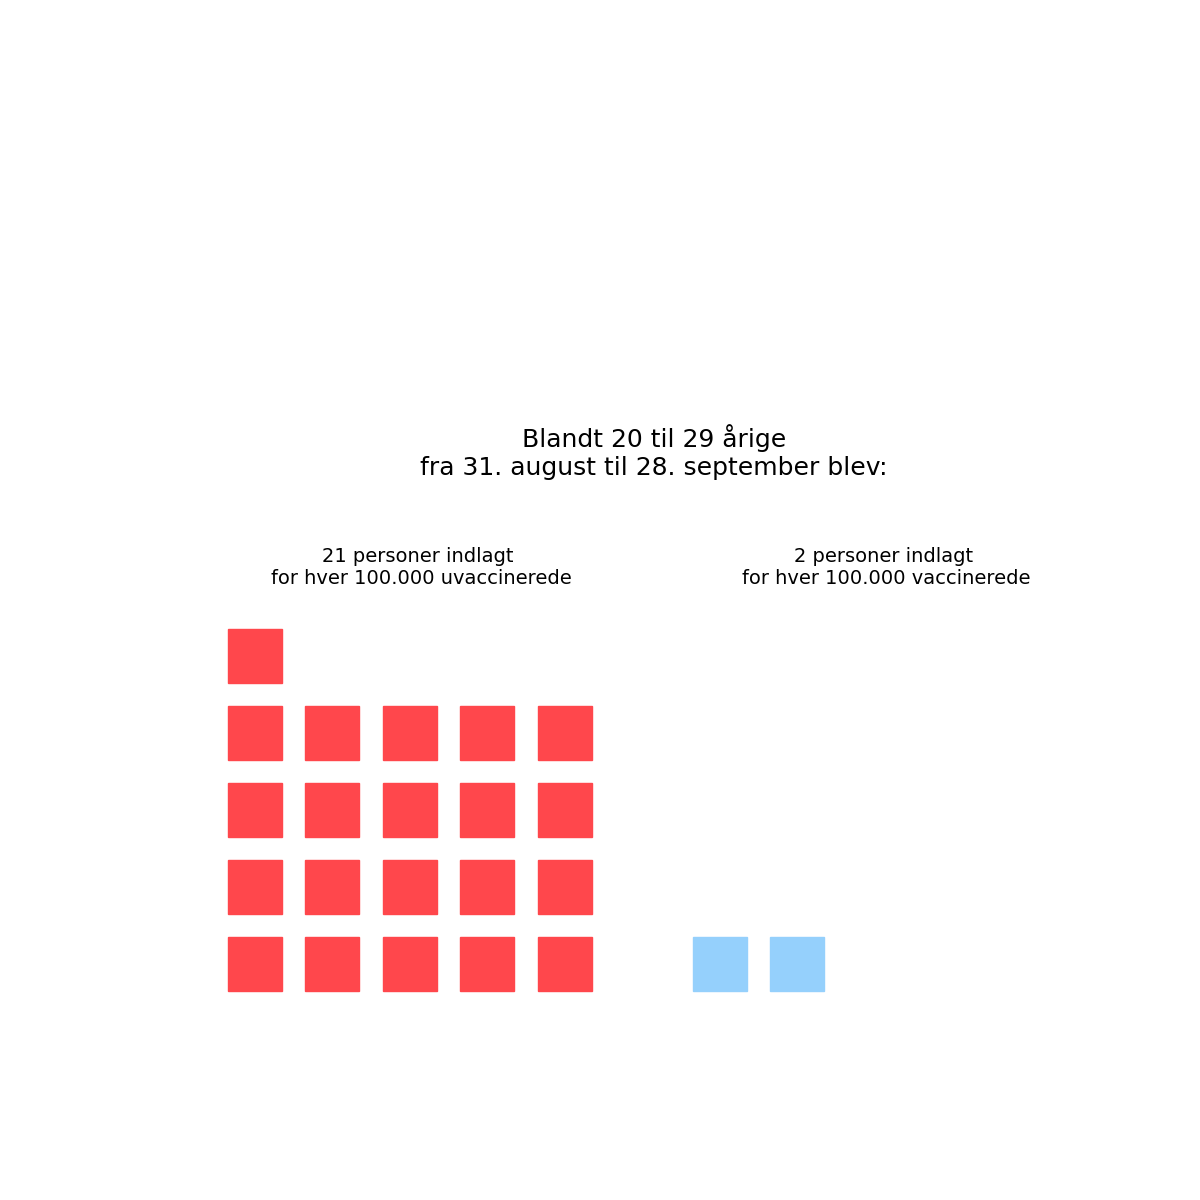 Blandt 20 til 29 årige
fra 31. august til 28. september blev:
21 personer indlagt
for hver 100.000 uvaccinerede
2 personer indlagt
for hver 100.000 vaccinerede